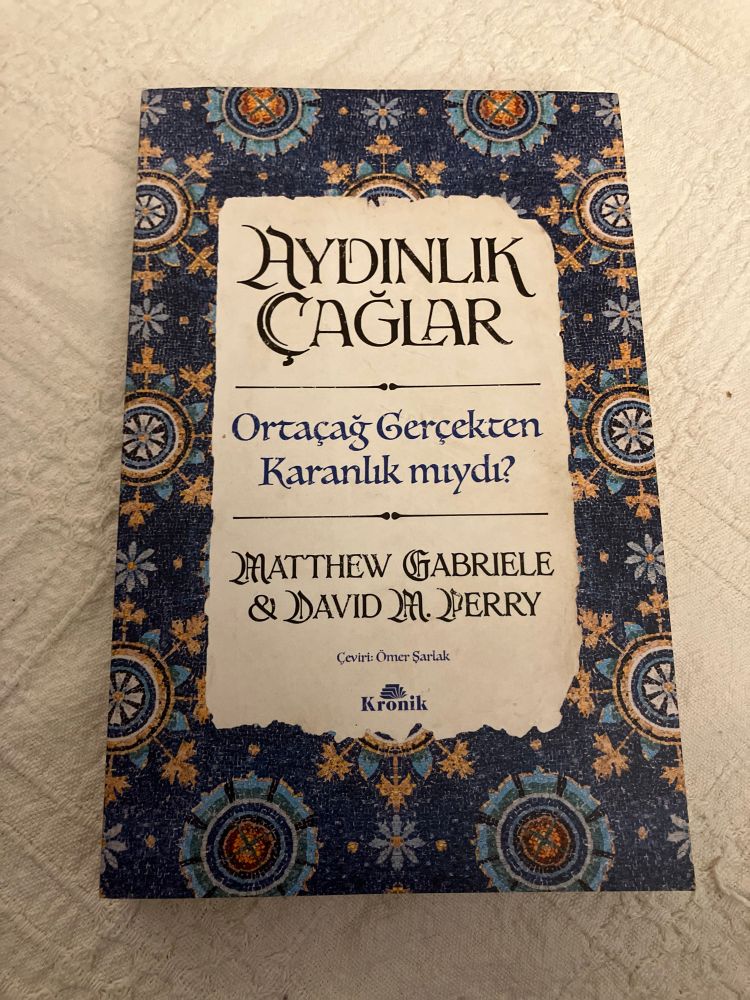 AYDINLIK
ÇAĞLAR
Ortaçağ Gerçekten
Karanlık mıydı?
MATTHEW GABRIELE
& DAVID M. PERRY
Çeviri: Ömer Şarlak
Kronik